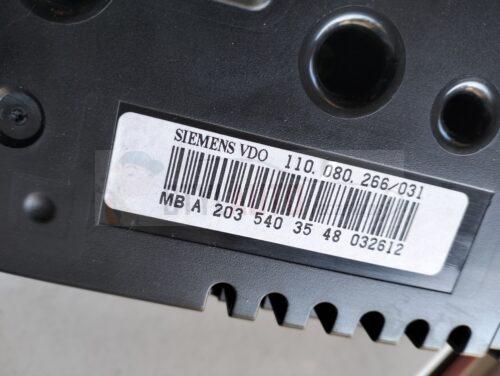 SIEMENS VDO 110.080.266/031
MB A 203 540 35 48 032612